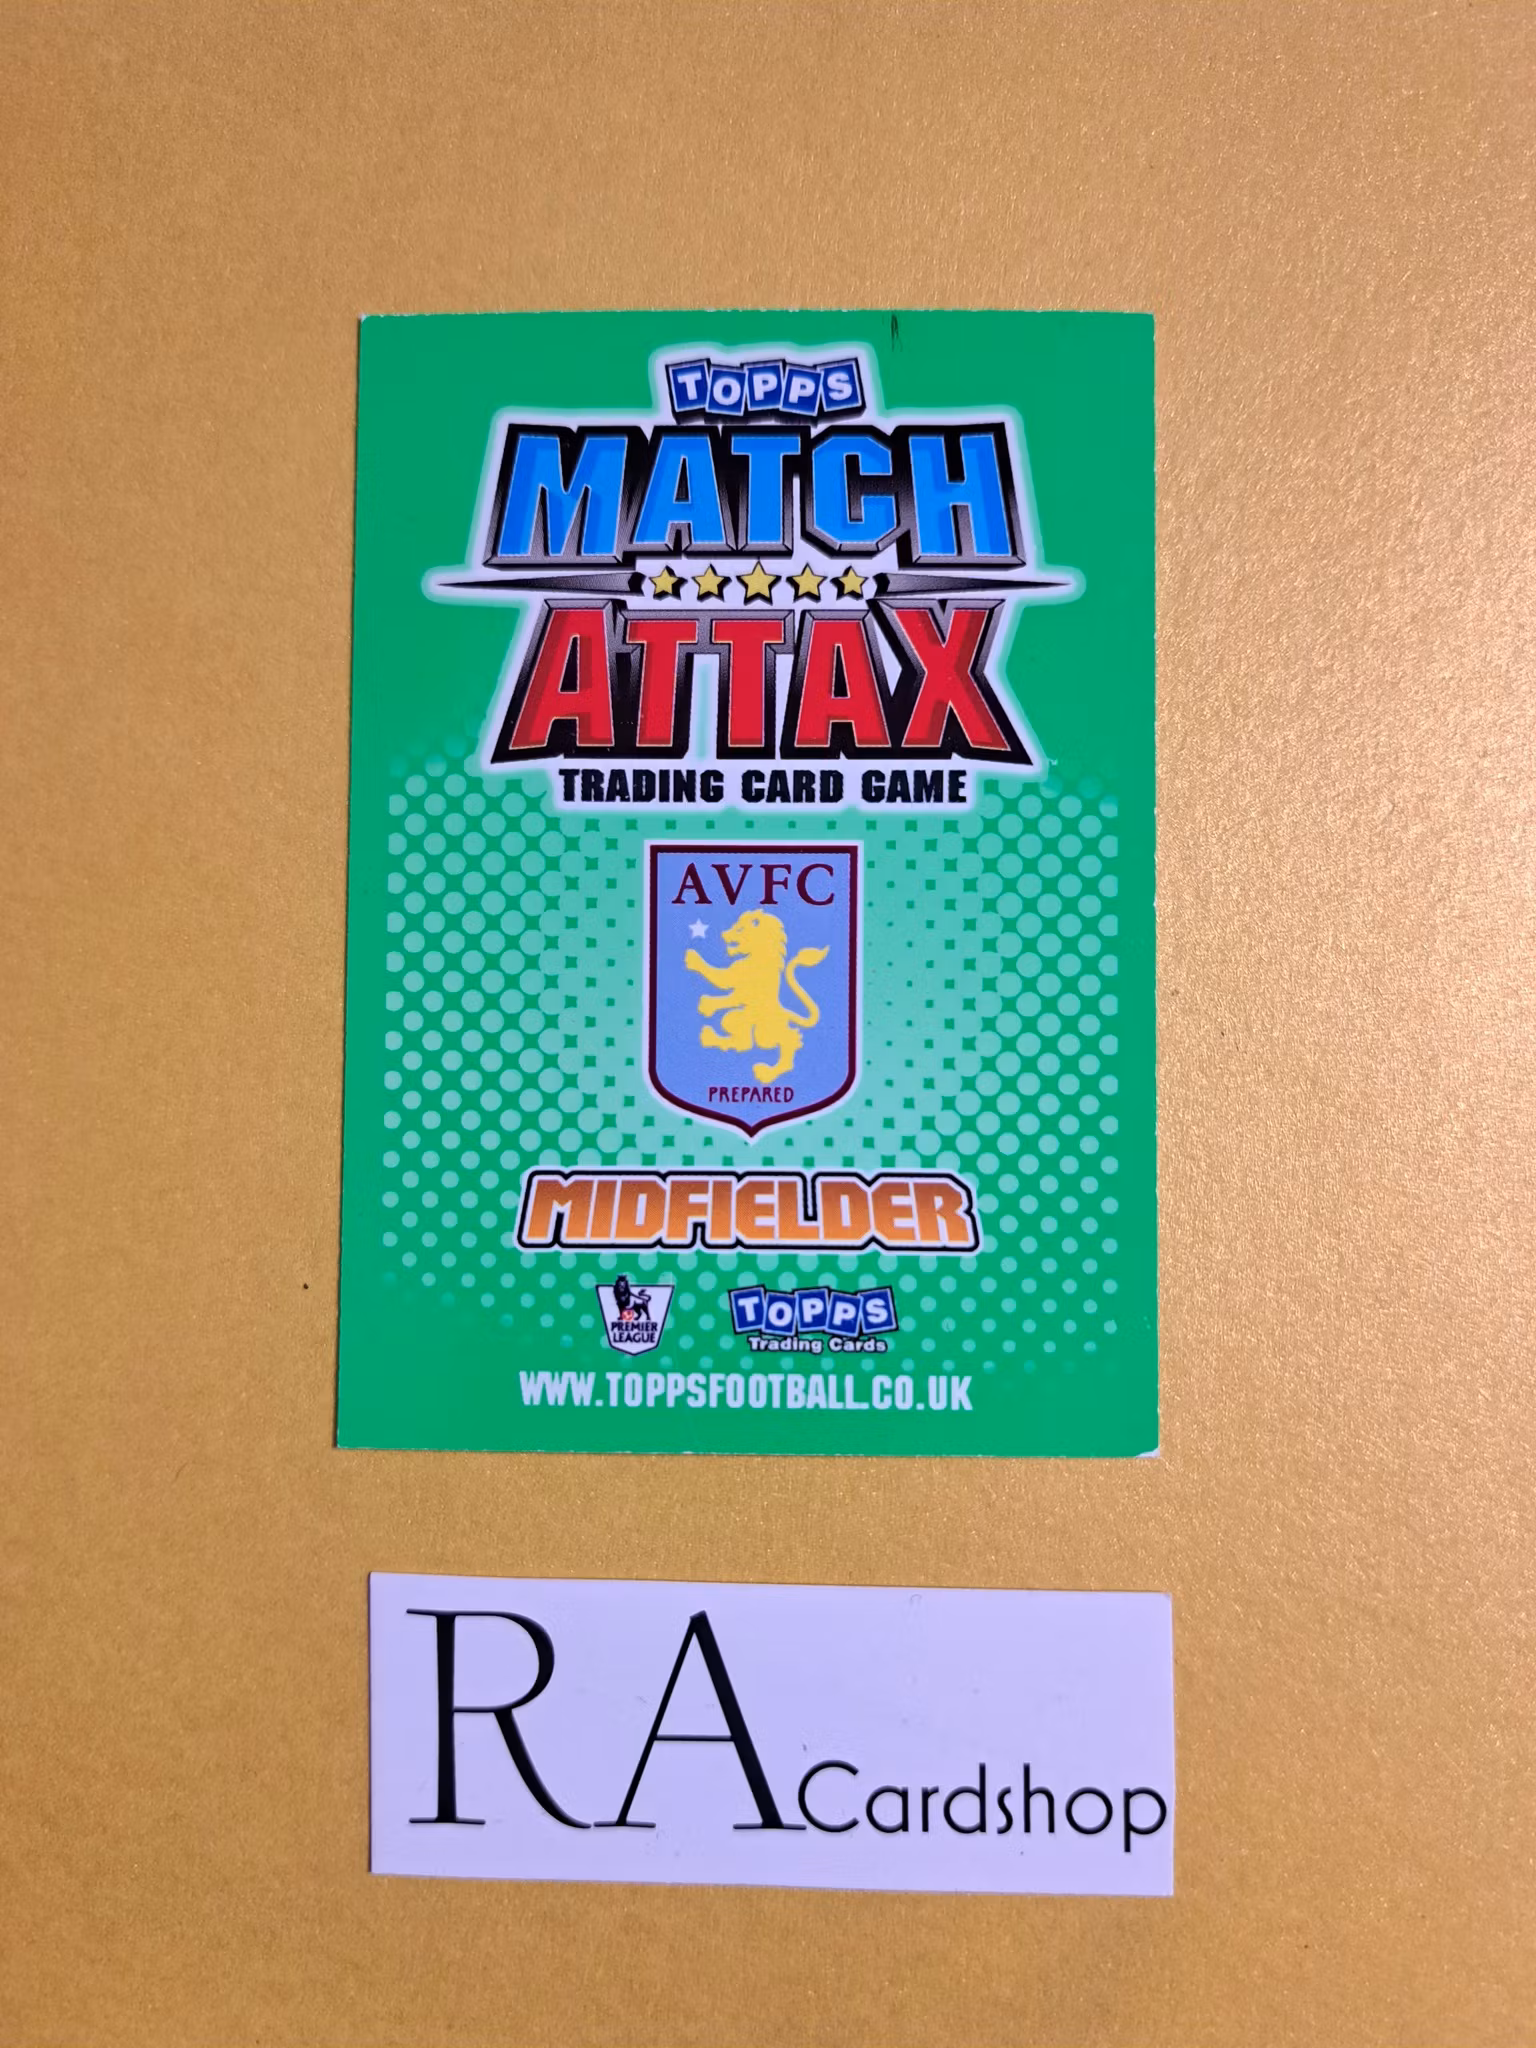 TOPPS
MATCH
ATTAX
TRADING CARD GAME
AVFC
PREPARED
MIDFIELDER
PREMIER
LEAGUE
TOPPS
Trading Cards
WWW.TOPPSFOOTBALL.CO.UK
RA Cardshop